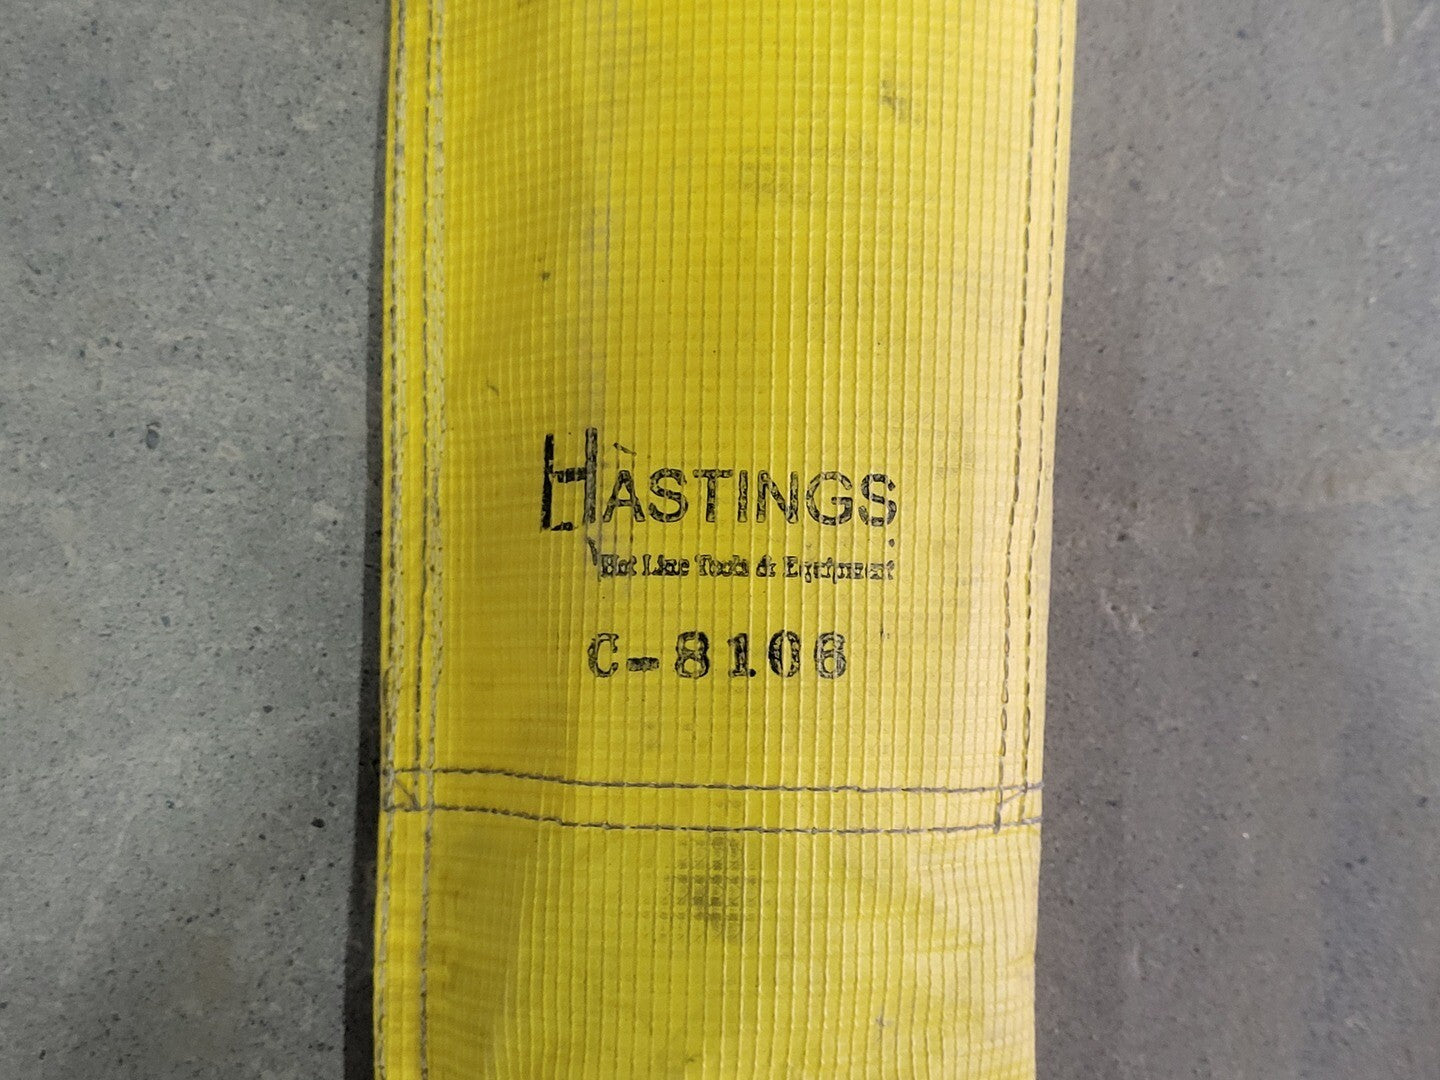 HASTINGS
Hot Line Tools & Equipment
C-8106